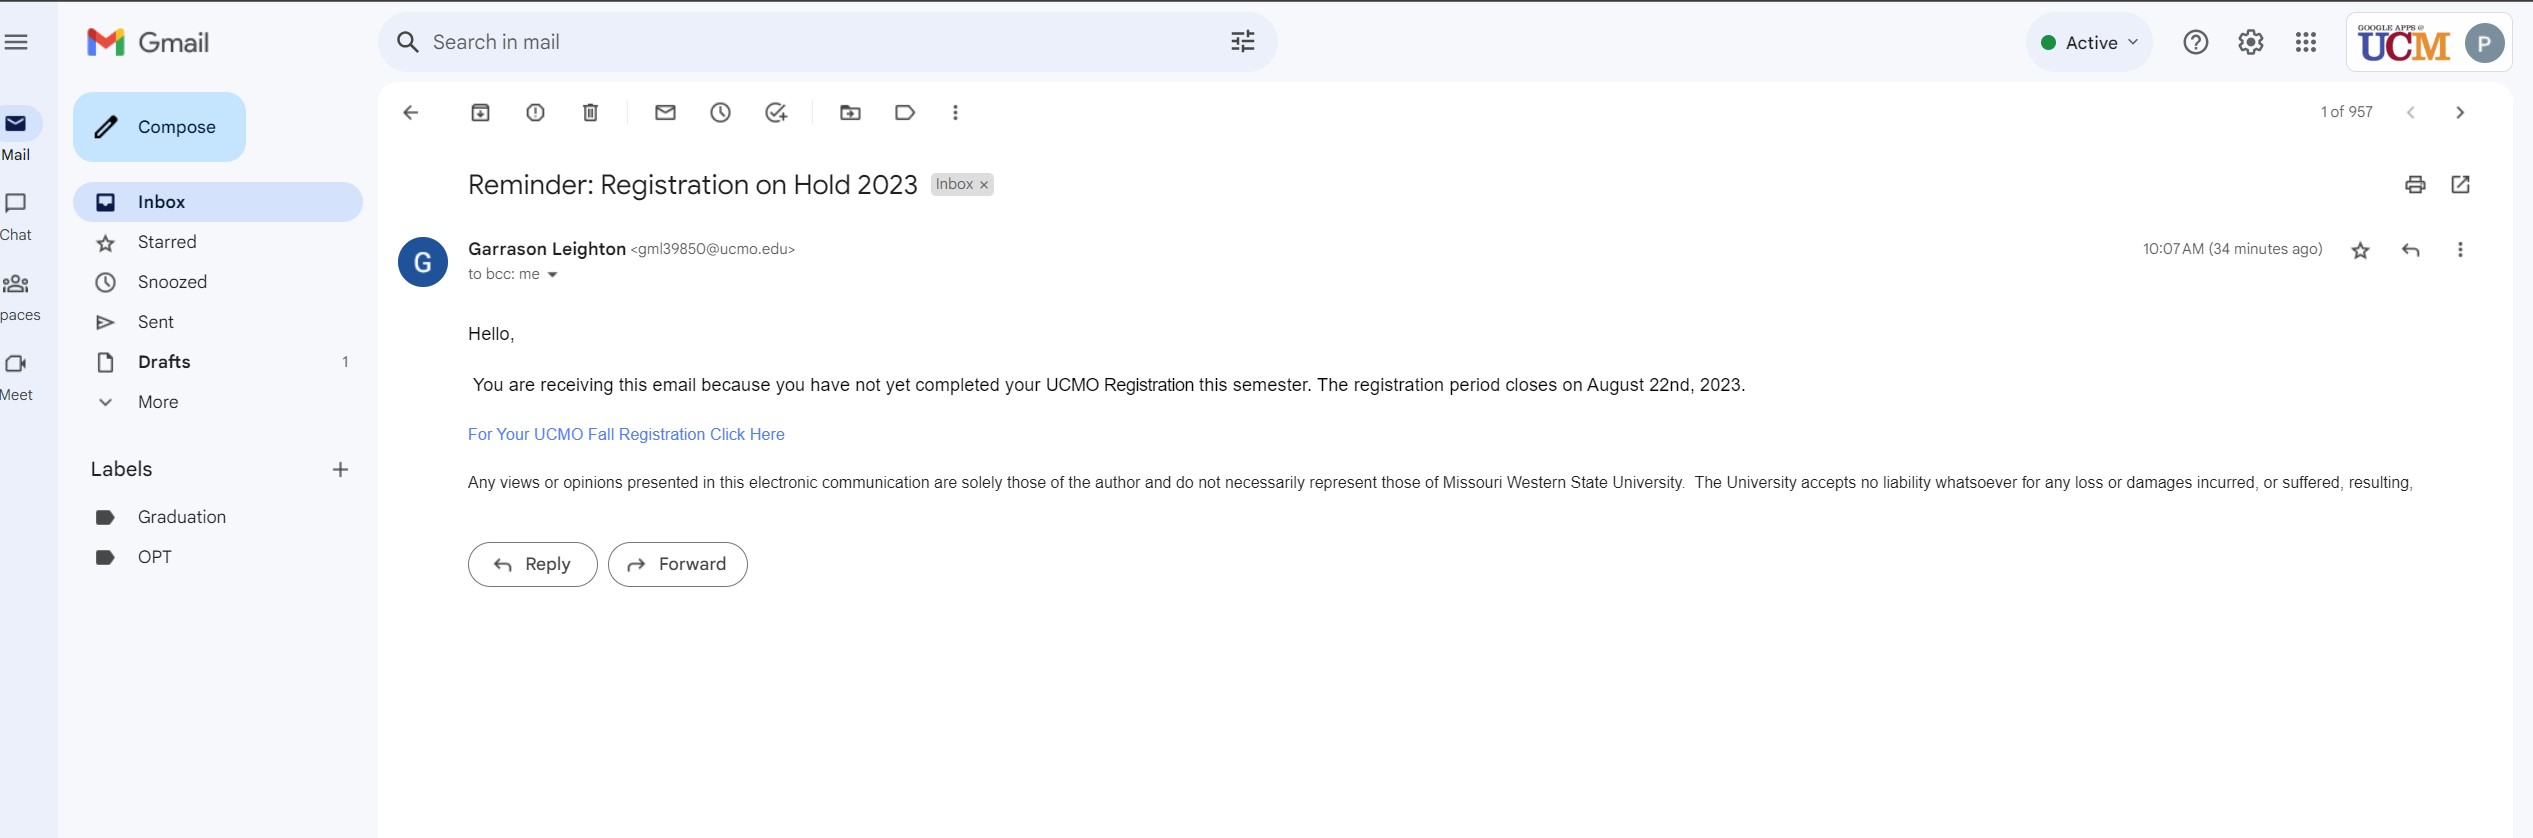 Gmail
Search in mail
Active
GOOGLE APPS @
UCM
P
Mail
Chat
paces
Meet
Compose
Inbox
Starred
Snoozed
Sent
Drafts 1
More
Labels
Graduation
OPT
1 of 957
Reminder: Registration on Hold 2023 Inbox
G
Garrason Leighton <gml39850@ucmo.edu>
10:07 AM (34 minutes ago)
to bcc: me
Hello,
You are receiving this email because you have not yet completed your UCMO Registration this semester. The registration period closes on August 22nd, 2023.
For Your UCMO Fall Registration Click Here
Any views or opinions presented in this electronic communication are solely those of the author and do not necessarily represent those of Missouri Western State University.  The University accepts no liability whatsoever for any loss or damages incurred, or suffered, resulting,
Reply
Forward